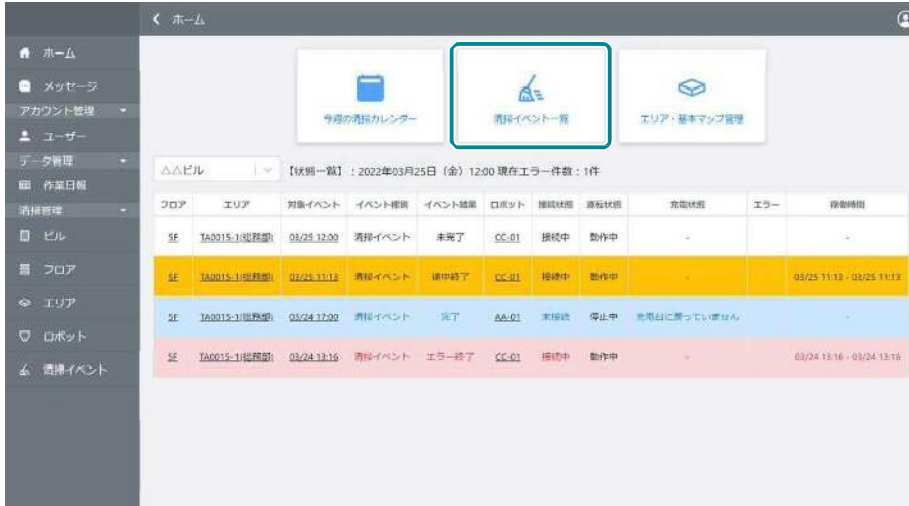 ホーム
ホーム
メッセージ
アカウント管理
ユーザー
データ管理
作業日報
清掃管理
ビル
フロア
エリア
ロボット
清掃イベント
今週の清掃カレンダー
清掃イベント一覧
エリア・基本マップ管理
△△ビル
【状態一覧】：2022年03月25日（金）12:00 現在エラー件数：1件
フロア エリア 対象イベント イベント種別 イベント結果 ロボット 接続状態 運転状態 充電状態 エラー 稼働時間
5F TA0015-1(総務部) 03/25 12:00 清掃イベント 未完了 CC-01 接続中 動作中 - -
5F TA0015-1(総務部) 03/25 11:13 清掃イベント 途中終了 CC-01 接続中 動作中 - 03/25 11:13 - 03/25 11:13
5F TA0015-1(総務部) 03/24 17:00 清掃イベント 完了 AA-01 未接続 停止中 充電台に戻っていません -
5F TA0015-1(総務部) 03/24 13:16 清掃イベント エラー終了 CC-01 接続中 動作中 - 03/24 13:16 - 03/24 13:16